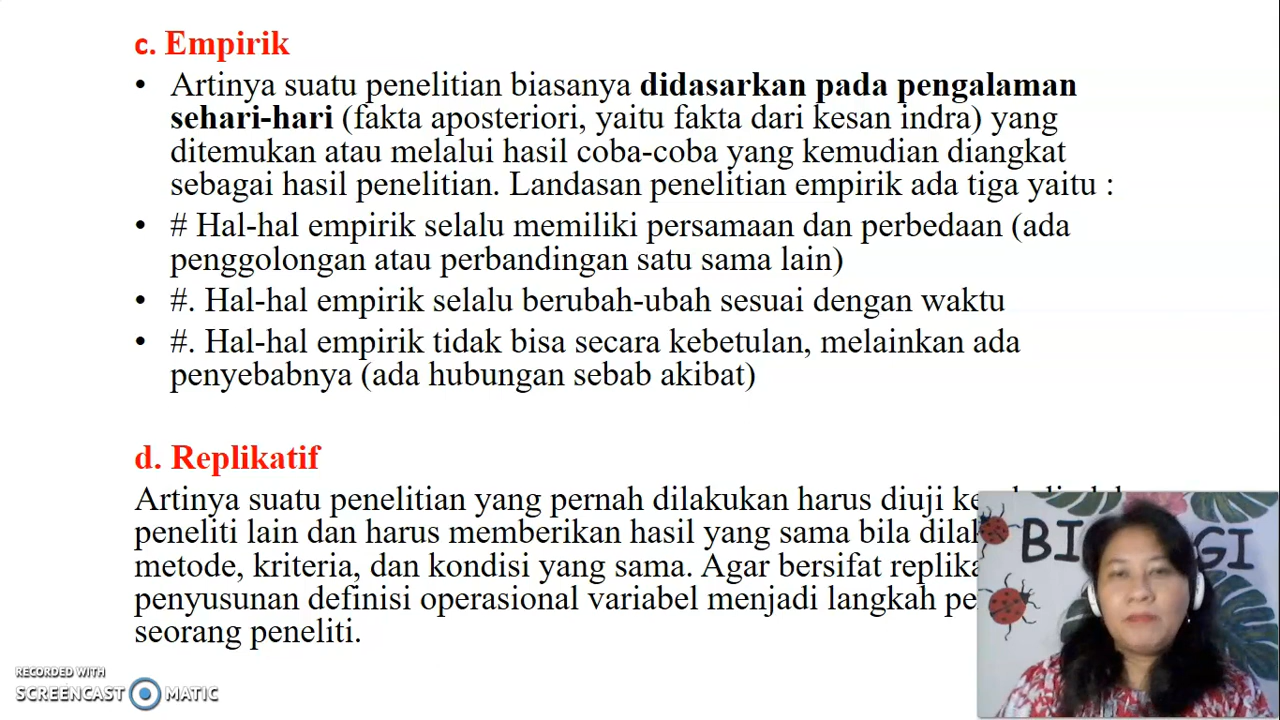 c. Empirik
• Artinya suatu penelitian biasanya didasarkan pada pengalaman
sehari-hari (fakta aposteriori, yaitu fakta dari kesan indra) yang
ditemukan atau melalui hasil coba-coba yang kemudian diangkat
sebagai hasil penelitian. Landasan penelitian empirik ada tiga yaitu :
• # Hal-hal empirik selalu memiliki persamaan dan perbedaan (ada
penggolongan atau perbandingan satu sama lain)
• #. Hal-hal empirik selalu berubah-ubah sesuai dengan waktu
• #. Hal-hal empirik tidak bisa secara kebetulan, melainkan ada
penyebabnya (ada hubungan sebab akibat)
d. Replikatif
Artinya suatu penelitian yang pernah dilakukan harus diuji
peneliti lain dan harus memberikan hasil yang sama bila
metode, kriteria, dan kondisi yang sama. Agar bersifat
penyusunan definisi operasional variabel menjadi langkah
seorang peneliti.
RECORDED WITH
SCREENCAST MATIC